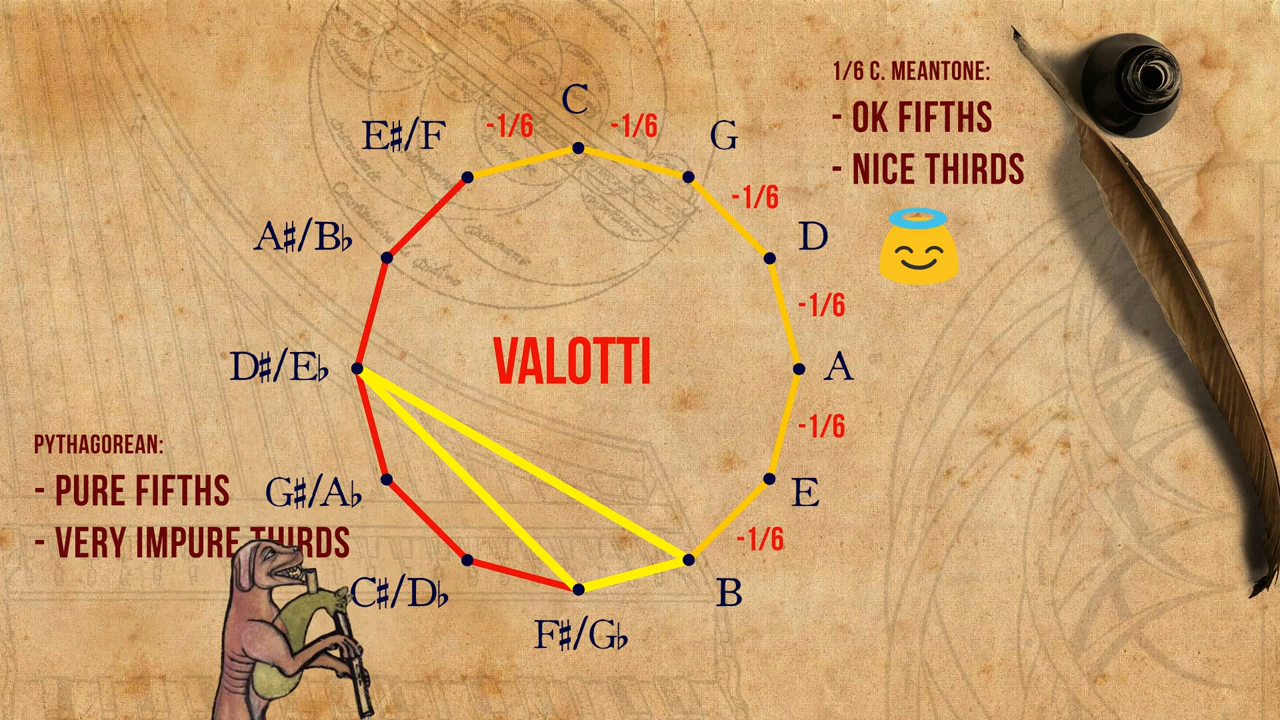 1/6 C. MEANTONE:
- OK FIFTHS
- NICE THIRDS
C
-1/6
-1/6
E♯/F
G
-1/6
A♯/B♭
D
-1/6
VALOTTI
D♯/E♭
A
-1/6
PYTHAGOREAN:
- PURE FIFTHS
- VERY IMPURE THIRDS
G♯/A♭
E
-1/6
C♯/D♭
B
F♯/G♭